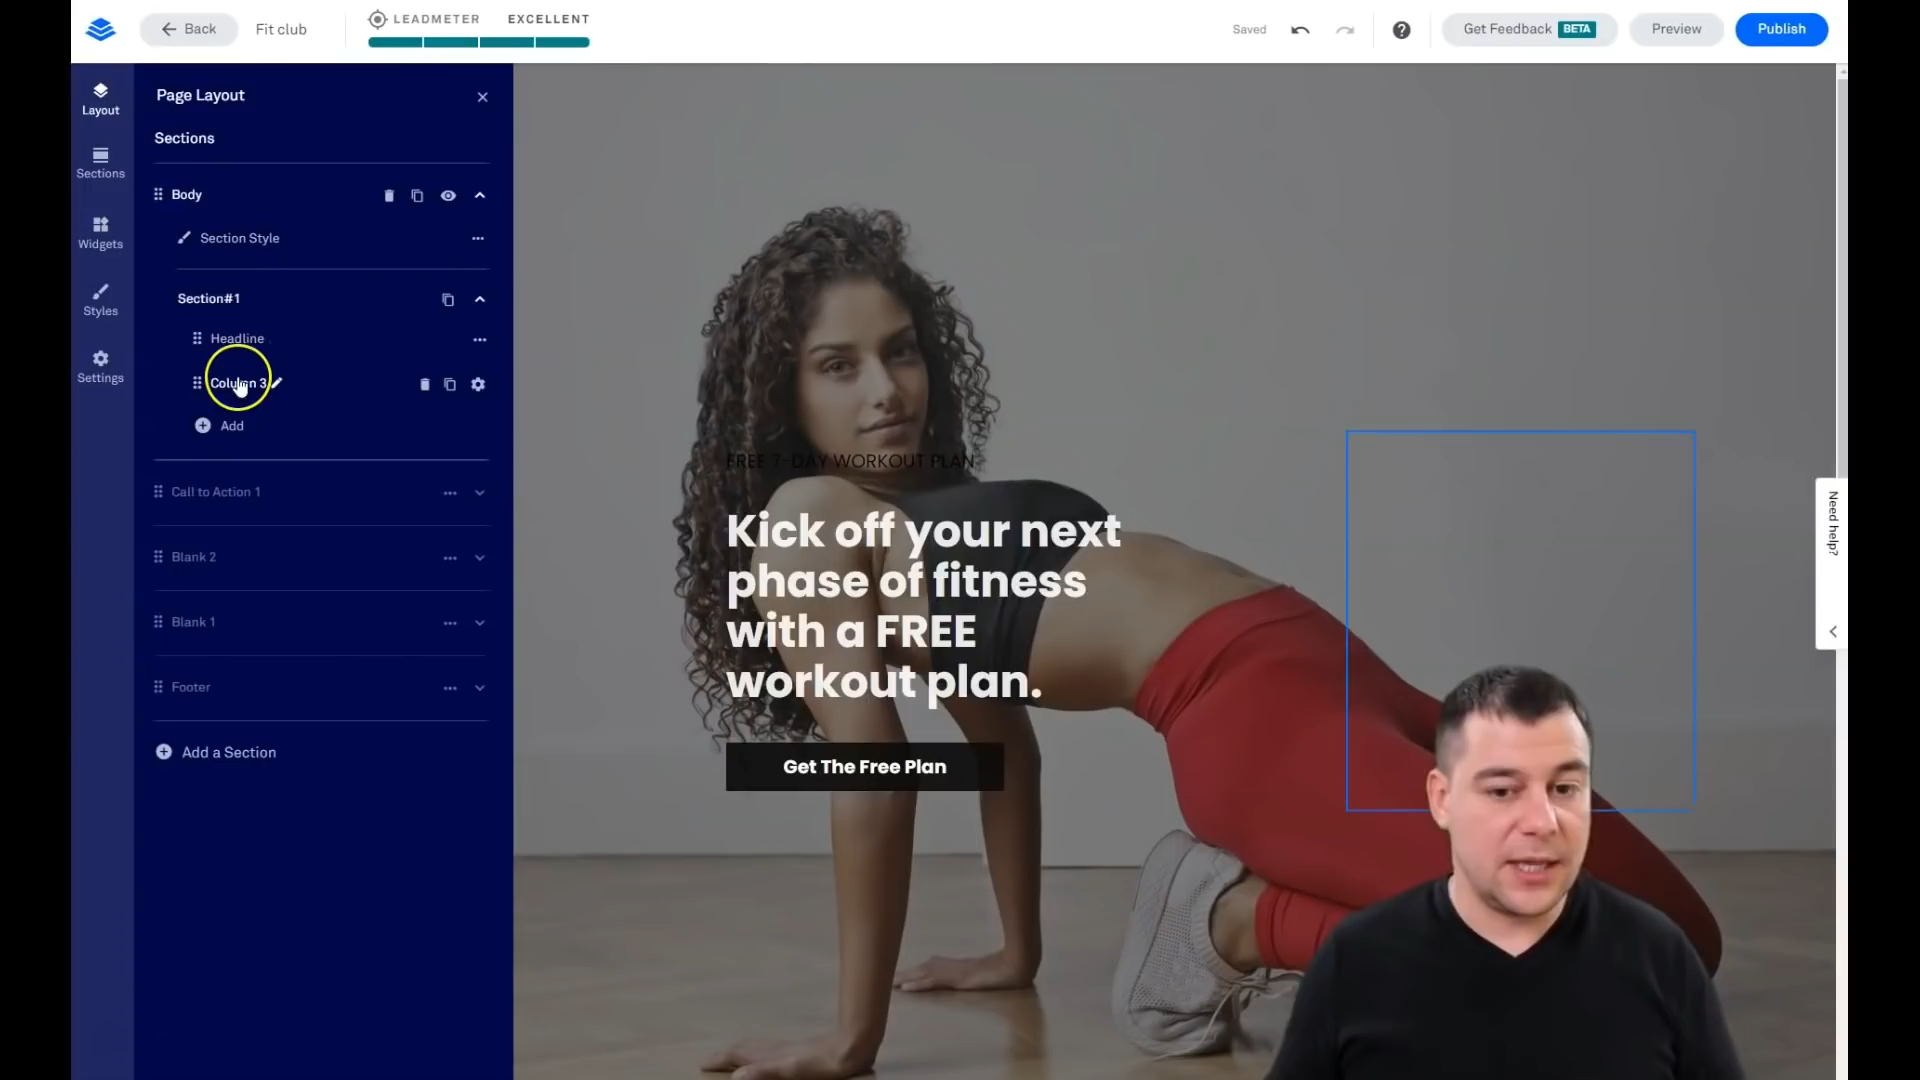 Back
Fit club
LEADMETER
EXCELLENT
Saved
Get Feedback BETA
Preview
Publish
Layout
Sections
Widgets
Styles
Settings
Page Layout
Sections
Body
Section Style
Section#1
Headline
Column 3
Add
Call to Action 1
Blank 2
Blank 1
Footer
Add a Section
FREE 7-DAY WORKOUT PLAN
Kick off your next
phase of fitness
with a FREE
workout plan.
Get The Free Plan
Need help?